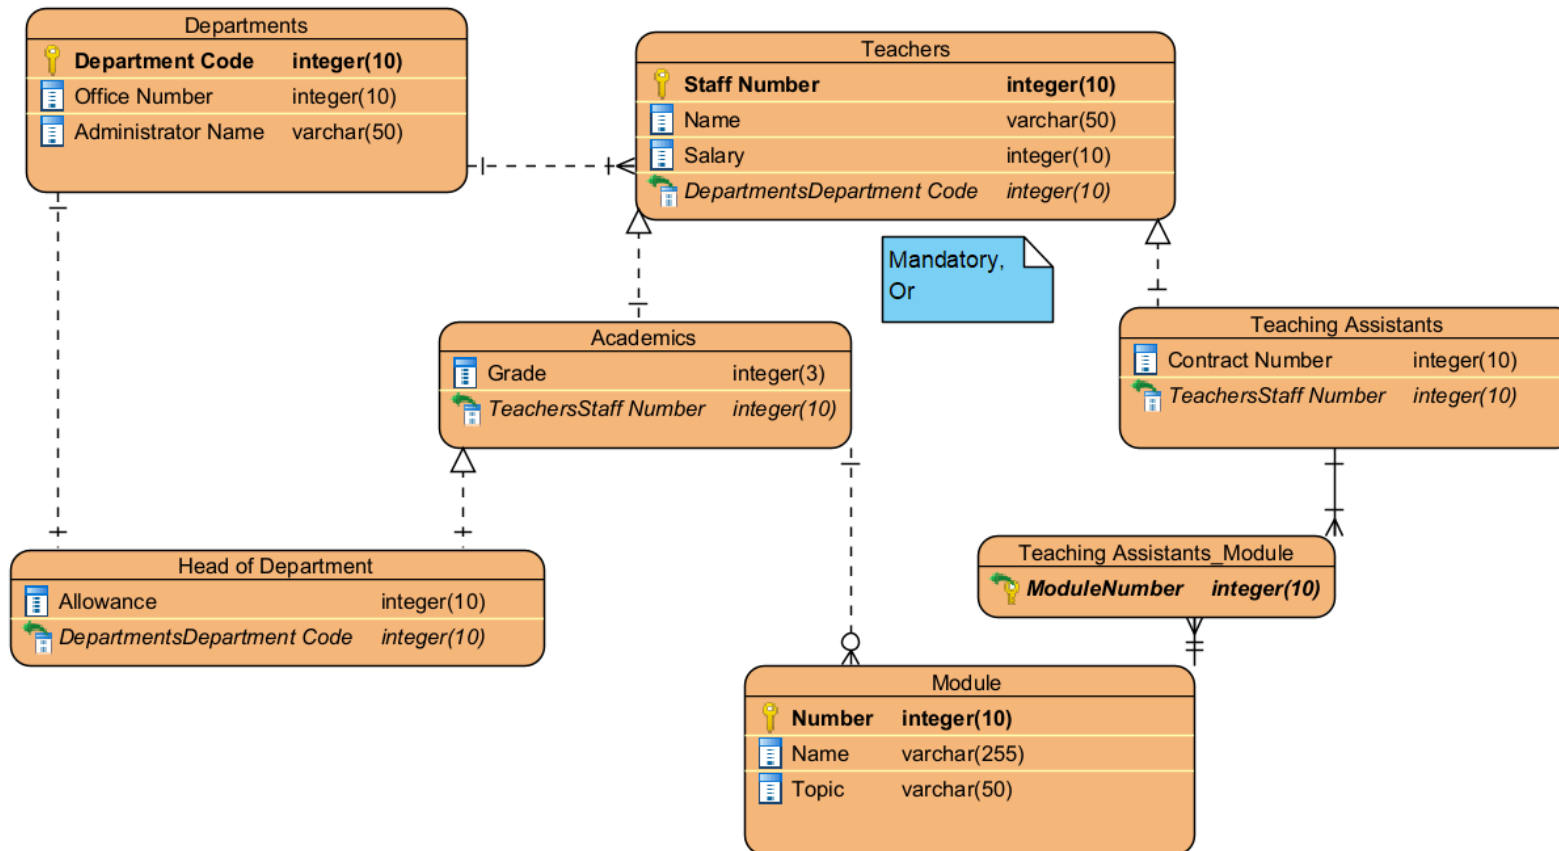 Departments
Department Code integer(10)
Office Number integer(10)
Administrator Name varchar(50)
Teachers
Staff Number integer(10)
Name varchar(50)
Salary integer(10)
DepartmentsDepartment Code integer(10)
Mandatory,
Or
Academics
Grade integer(3)
TeachersStaff Number integer(10)
Teaching Assistants
Contract Number integer(10)
TeachersStaff Number integer(10)
Head of Department
Allowance integer(10)
DepartmentsDepartment Code integer(10)
Teaching Assistants_Module
ModuleNumber integer(10)
Module
Number integer(10)
Name varchar(255)
Topic varchar(50)